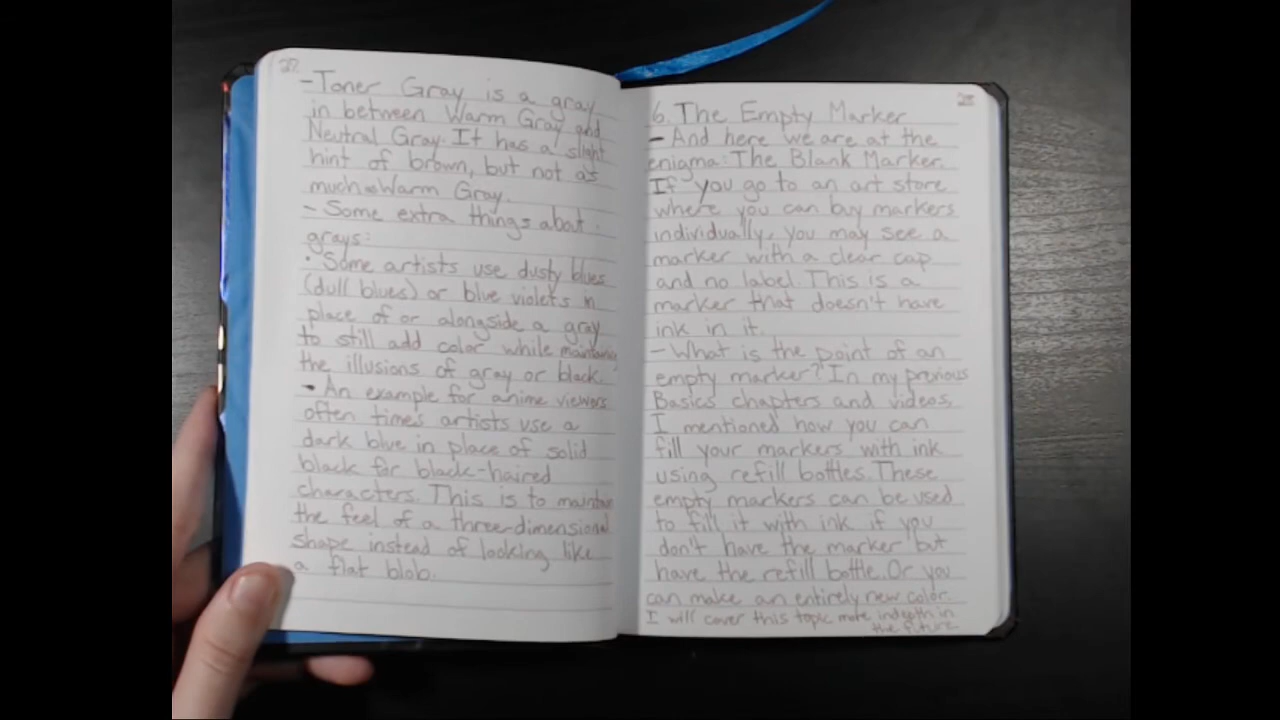 27
-Toner Gray is a gray
in between Warm Gray and
Neutral Gray. It has a slight
hint of brown, but not as
much as Warm Gray.
- Some extra things about
grays:
• Some artists use dusty blues
(dull blues) or blue violets in
place of or alongside a gray
to still add color while maintaining
the illusions of gray or black.
- An example for anime viewers
often times artists use a
dark blue in place of solid
black for black-haired
characters. This is to maintain
the feel of a three-dimensional
shape instead of looking like
a flat blob.
28
6. The Empty Marker
- And here we are at the
enigma: The Blank Marker.
If you go to an art store
where you can buy markers
individually, you may see a
marker with a clear cap
and no label. This is a
marker that doesn't have
ink in it.
- What is the point of an
empty marker? In my previous
Basics chapters and videos,
I mentioned how you can
fill your markers with ink
using refill bottles. These
empty markers can be used
to fill it with ink if you
don't have the marker but
have the refill bottle. Or you
can make an entirely new color.
I will cover this topic more indepth in
the future.